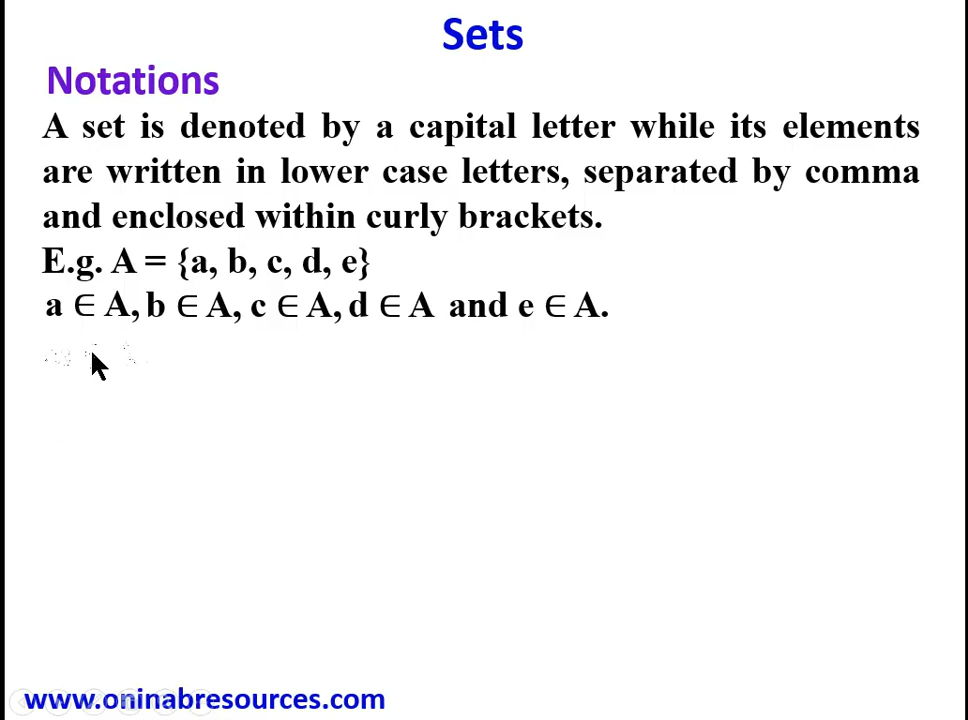 Sets
Notations
A set is denoted by a capital letter while its elements
are written in lower case letters, separated by comma
and enclosed within curly brackets.
E.g. A = {a, b, c, d, e}
a ∈ A, b ∈ A, c ∈ A, d ∈ A and e ∈ A.
www.oninabresources.com